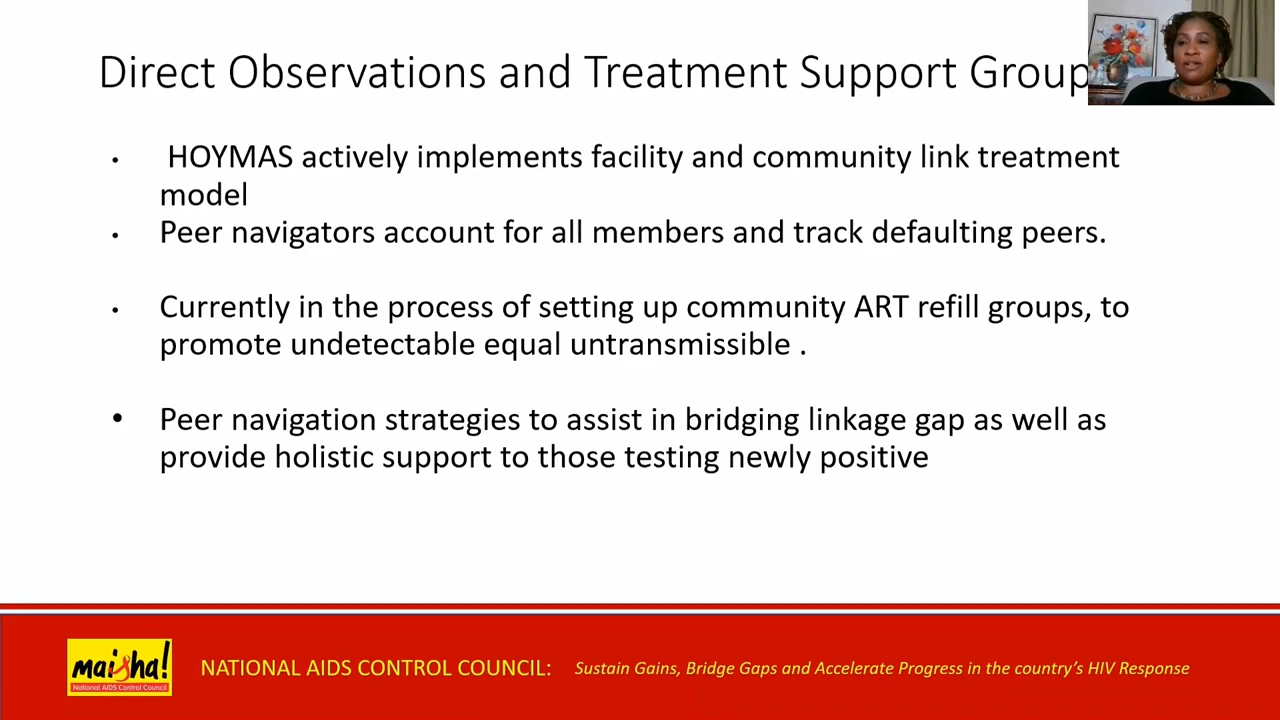 Direct Observations and Treatment Support Group
• HOYMAS actively implements facility and community link treatment
model
• Peer navigators account for all members and track defaulting peers.
• Currently in the process of setting up community ART refill groups, to
promote undetectable equal untransmissible .
• Peer navigation strategies to assist in bridging linkage gap as well as
provide holistic support to those testing newly positive
maisha!
National AIDS Control Council
NATIONAL AIDS CONTROL COUNCIL: Sustain Gains, Bridge Gaps and Accelerate Progress in the country's HIV Response